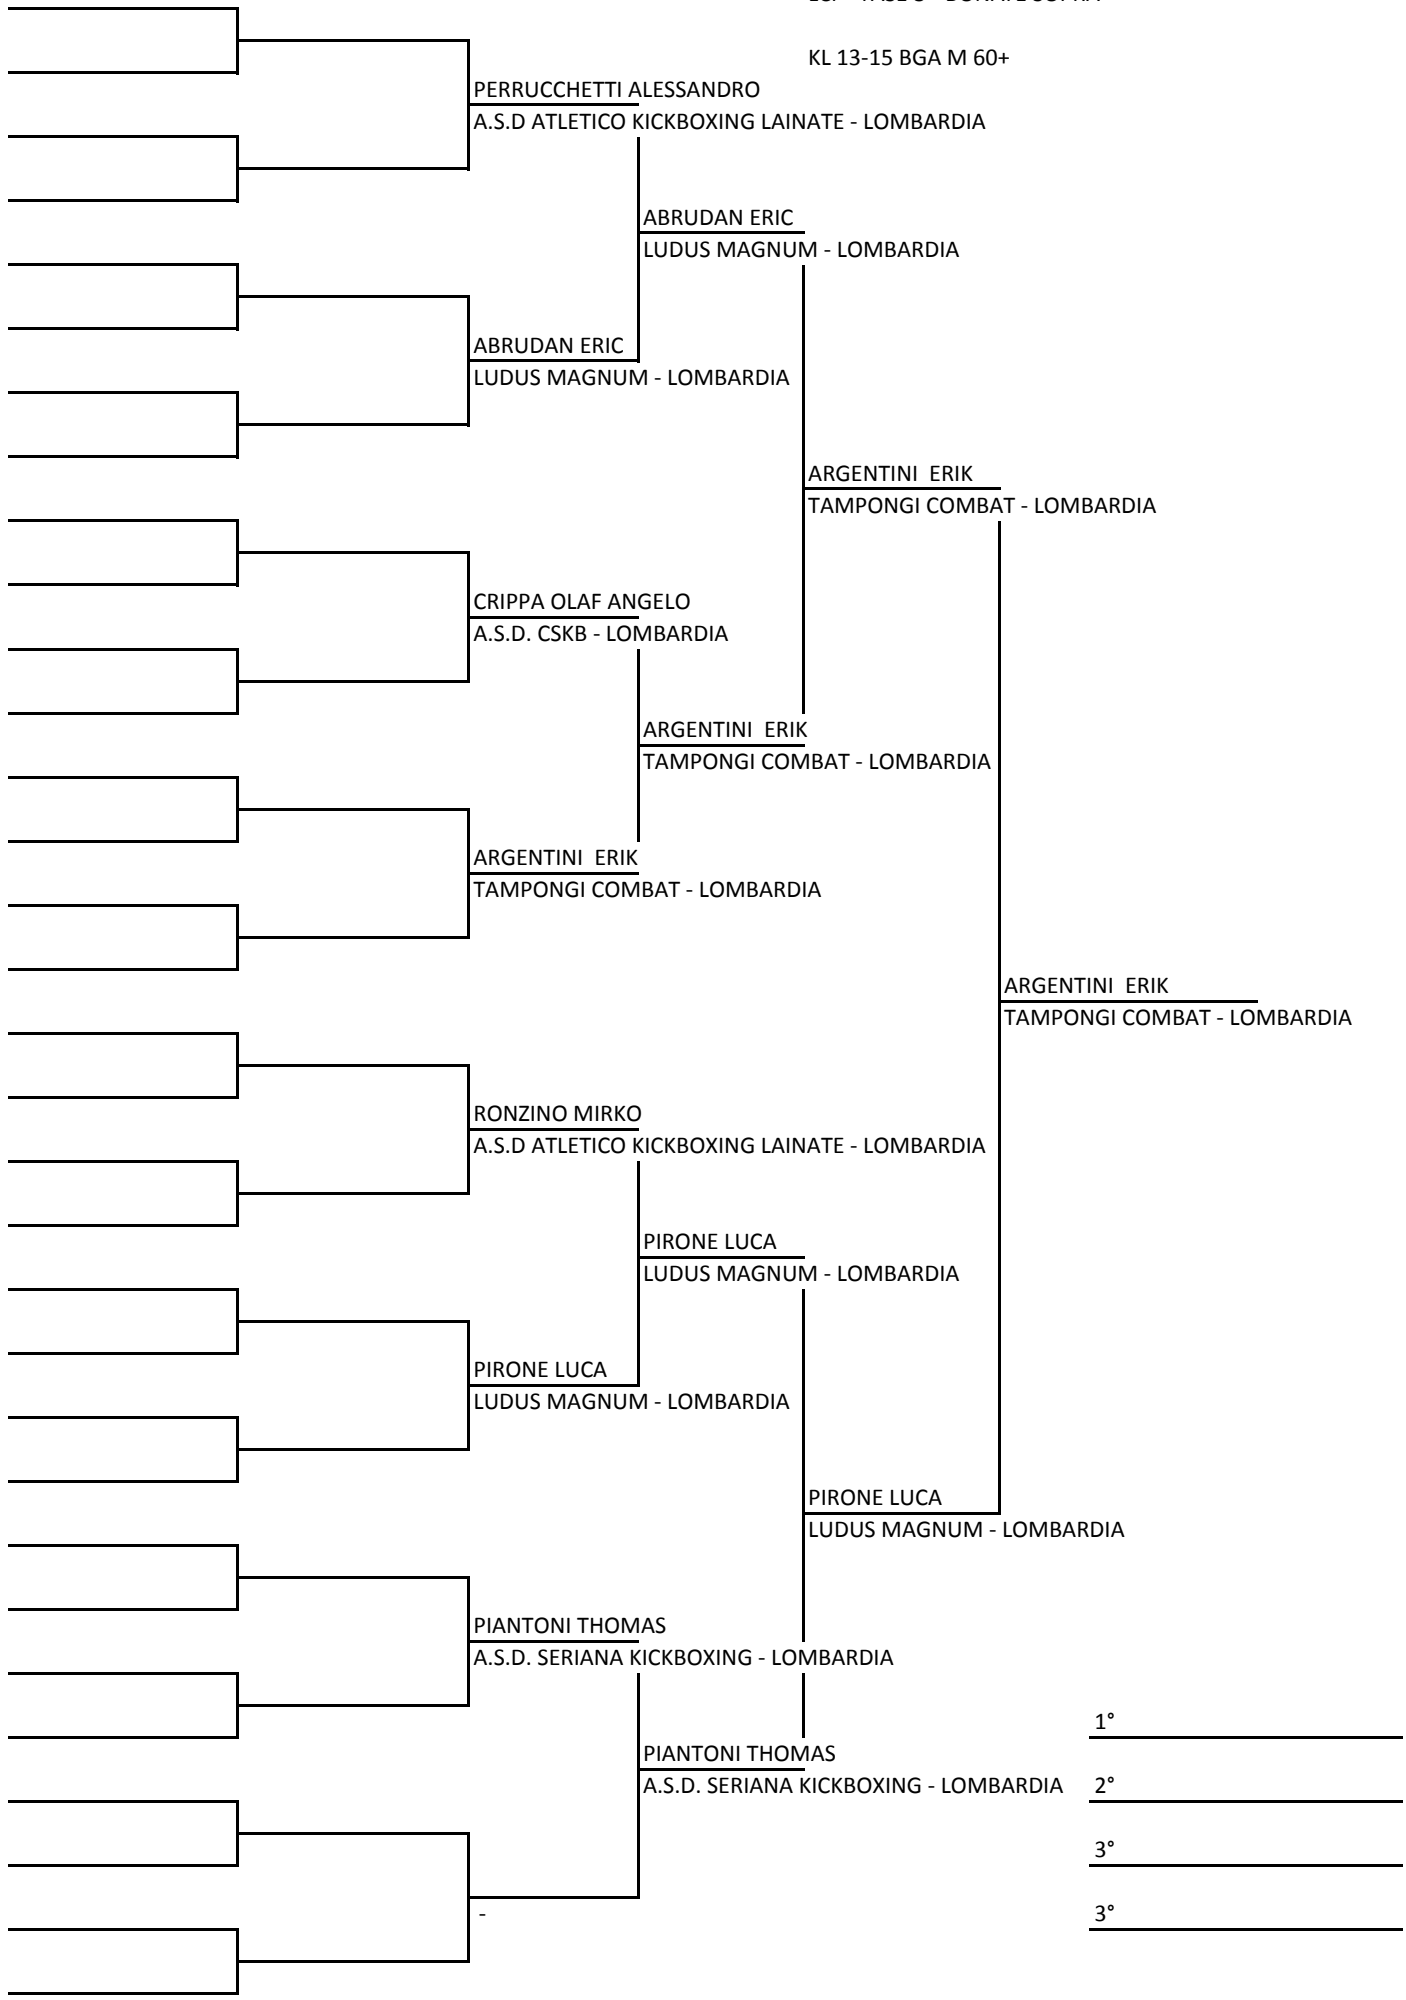 KL 13-15 BGA M 60+
PERRUCCHETTI ALESSANDRO
A.S.D ATLETICO KICKBOXING LAINATE - LOMBARDIA
ABRUDAN ERIC
LUDUS MAGNUM - LOMBARDIA
ABRUDAN ERIC
LUDUS MAGNUM - LOMBARDIA
ARGENTINI  ERIK
TAMPONGI COMBAT - LOMBARDIA
CRIPPA OLAF ANGELO
A.S.D. CSKB - LOMBARDIA
ARGENTINI  ERIK
TAMPONGI COMBAT - LOMBARDIA
ARGENTINI  ERIK
TAMPONGI COMBAT - LOMBARDIA
ARGENTINI  ERIK
TAMPONGI COMBAT - LOMBARDIA
RONZINO MIRKO
A.S.D ATLETICO KICKBOXING LAINATE - LOMBARDIA
PIRONE LUCA
LUDUS MAGNUM - LOMBARDIA
PIRONE LUCA
LUDUS MAGNUM - LOMBARDIA
PIRONE LUCA
LUDUS MAGNUM - LOMBARDIA
PIANTONI THOMAS
A.S.D. SERIANA KICKBOXING - LOMBARDIA
1°
PIANTONI THOMAS
A.S.D. SERIANA KICKBOXING - LOMBARDIA
2°
3°
3°
-